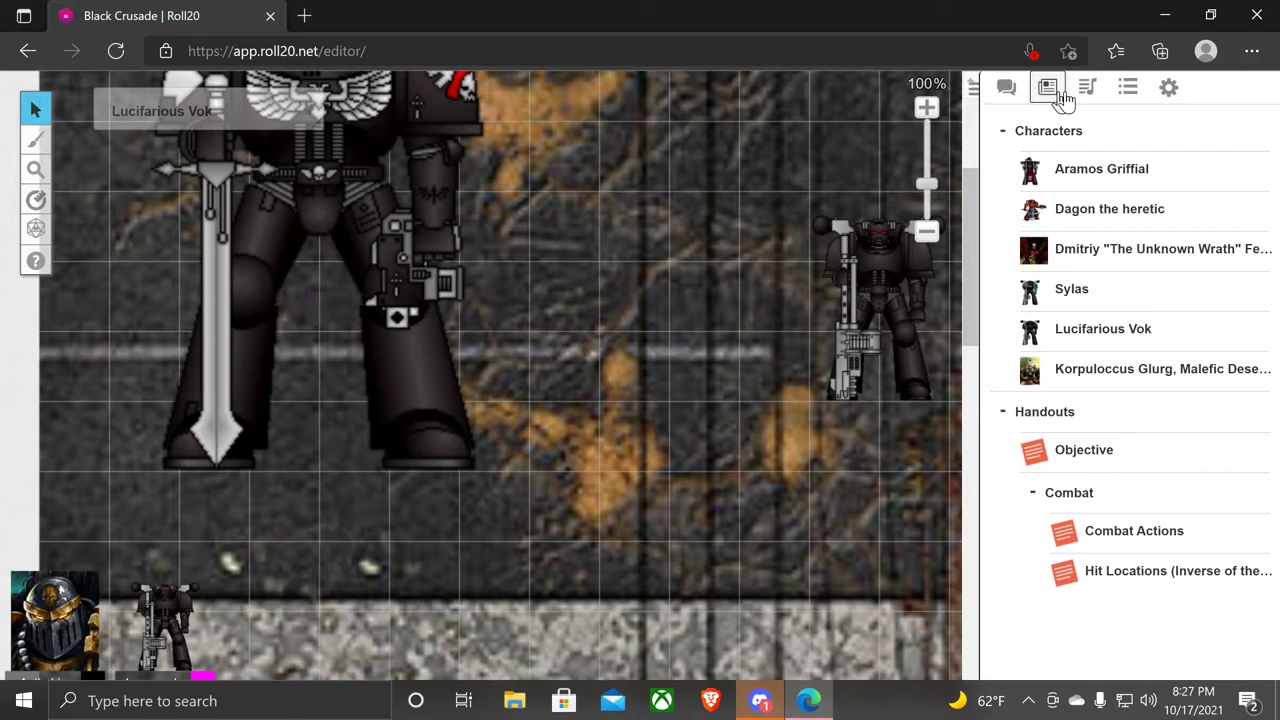 Black Crusade | Roll20
https://app.roll20.net/editor/
Lucifarious Vok
100%
Characters
Aramos Griffial
Dagon the heretic
Dmitriy "The Unknown Wrath" Fe...
Sylas
Lucifarious Vok
Korpuloccus Glurg, Malefic Dese...
Handouts
Objective
Combat
Combat Actions
Hit Locations (Inverse of the...
Type here to search
1
62°F
8:27 PM
10/17/2021
2